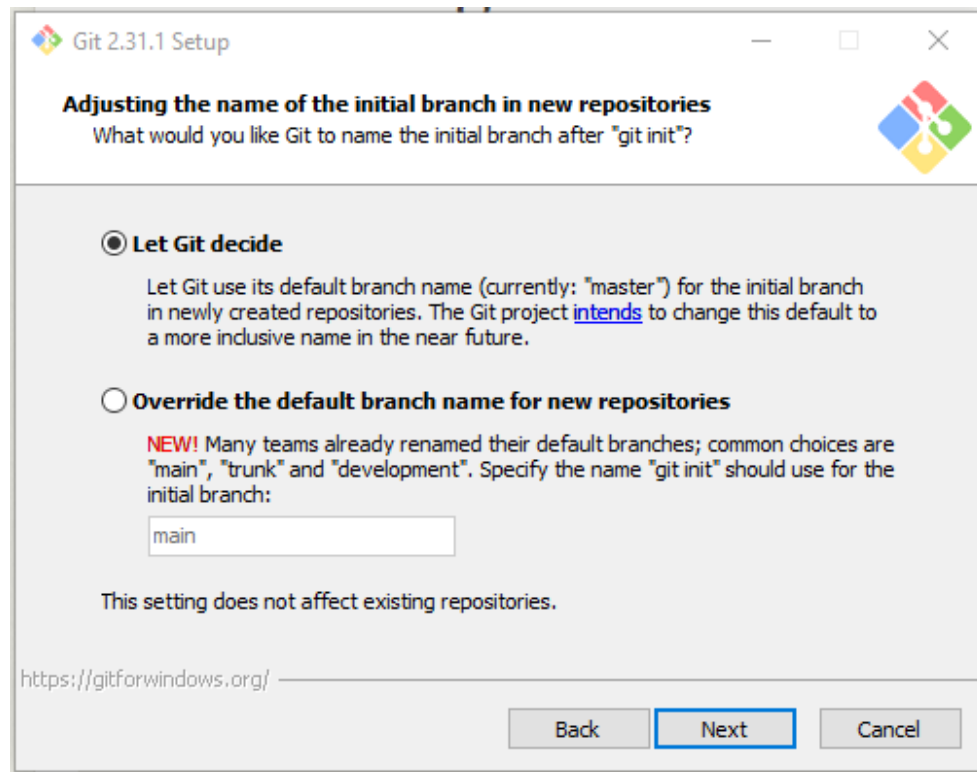 Git 2.31.1 Setup
Adjusting the name of the initial branch in new repositories
What would you like Git to name the initial branch after "git init"?
Let Git decide
Let Git use its default branch name (currently: "master") for the initial branch
in newly created repositories. The Git project intends to change this default to
a more inclusive name in the near future.
Override the default branch name for new repositories
NEW! Many teams already renamed their default branches; common choices are
"main", "trunk" and "development". Specify the name "git init" should use for the
initial branch:
main
This setting does not affect existing repositories.
https://gitforwindows.org/
Back Next Cancel